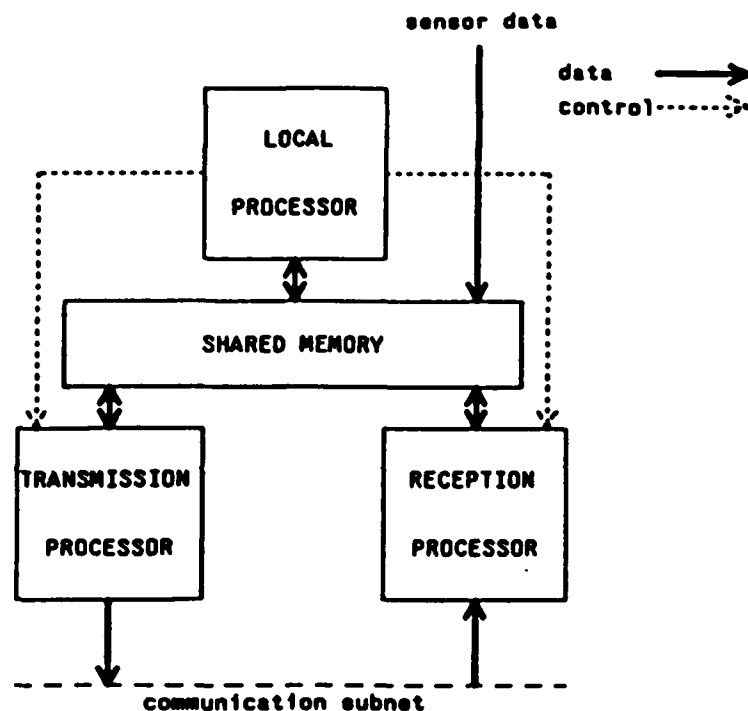 sensor data
data
control
LOCAL
PROCESSOR
SHARED MEMORY
TRANSMISSION
PROCESSOR
RECEPTION
PROCESSOR
communication subnet